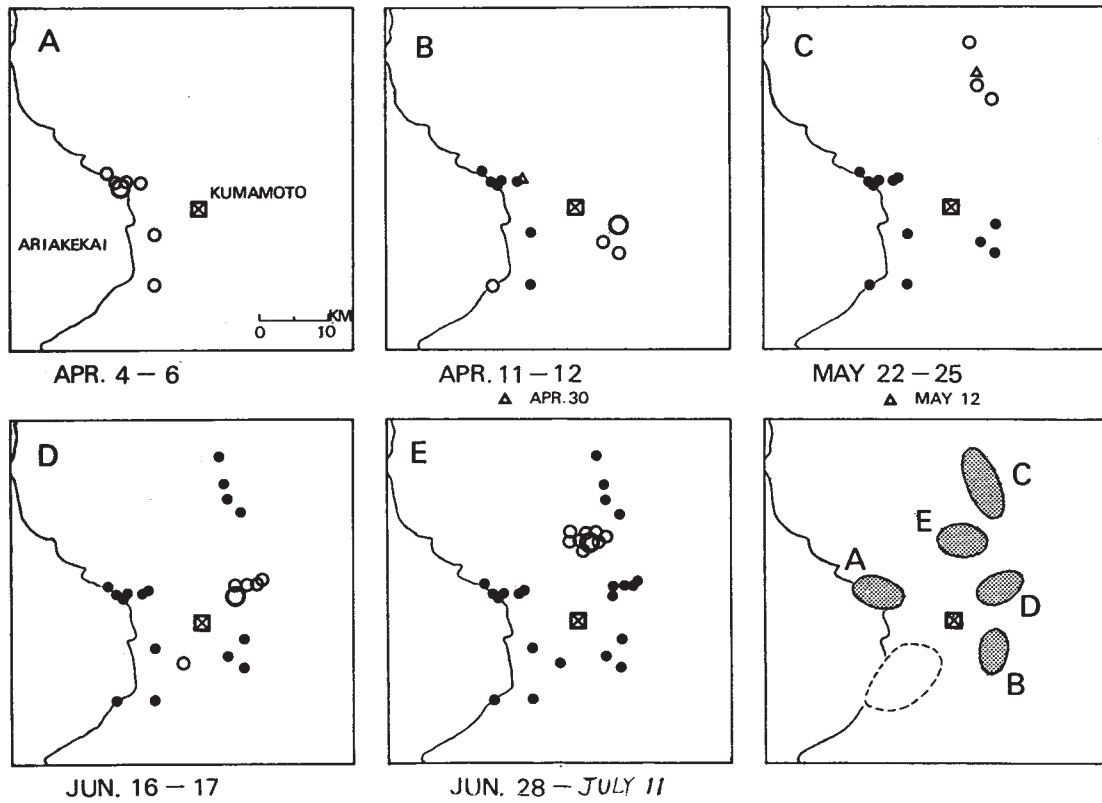 A
KUMAMOTO
ARIAKEKAI
KM
0 10
APR. 4 – 6
B
APR. 11 – 12
△ APR. 30
C
MAY 22 – 25
△ MAY 12
D
JUN. 16 – 17
E
JUN. 28 – JULY 11
C
E
A
D
B